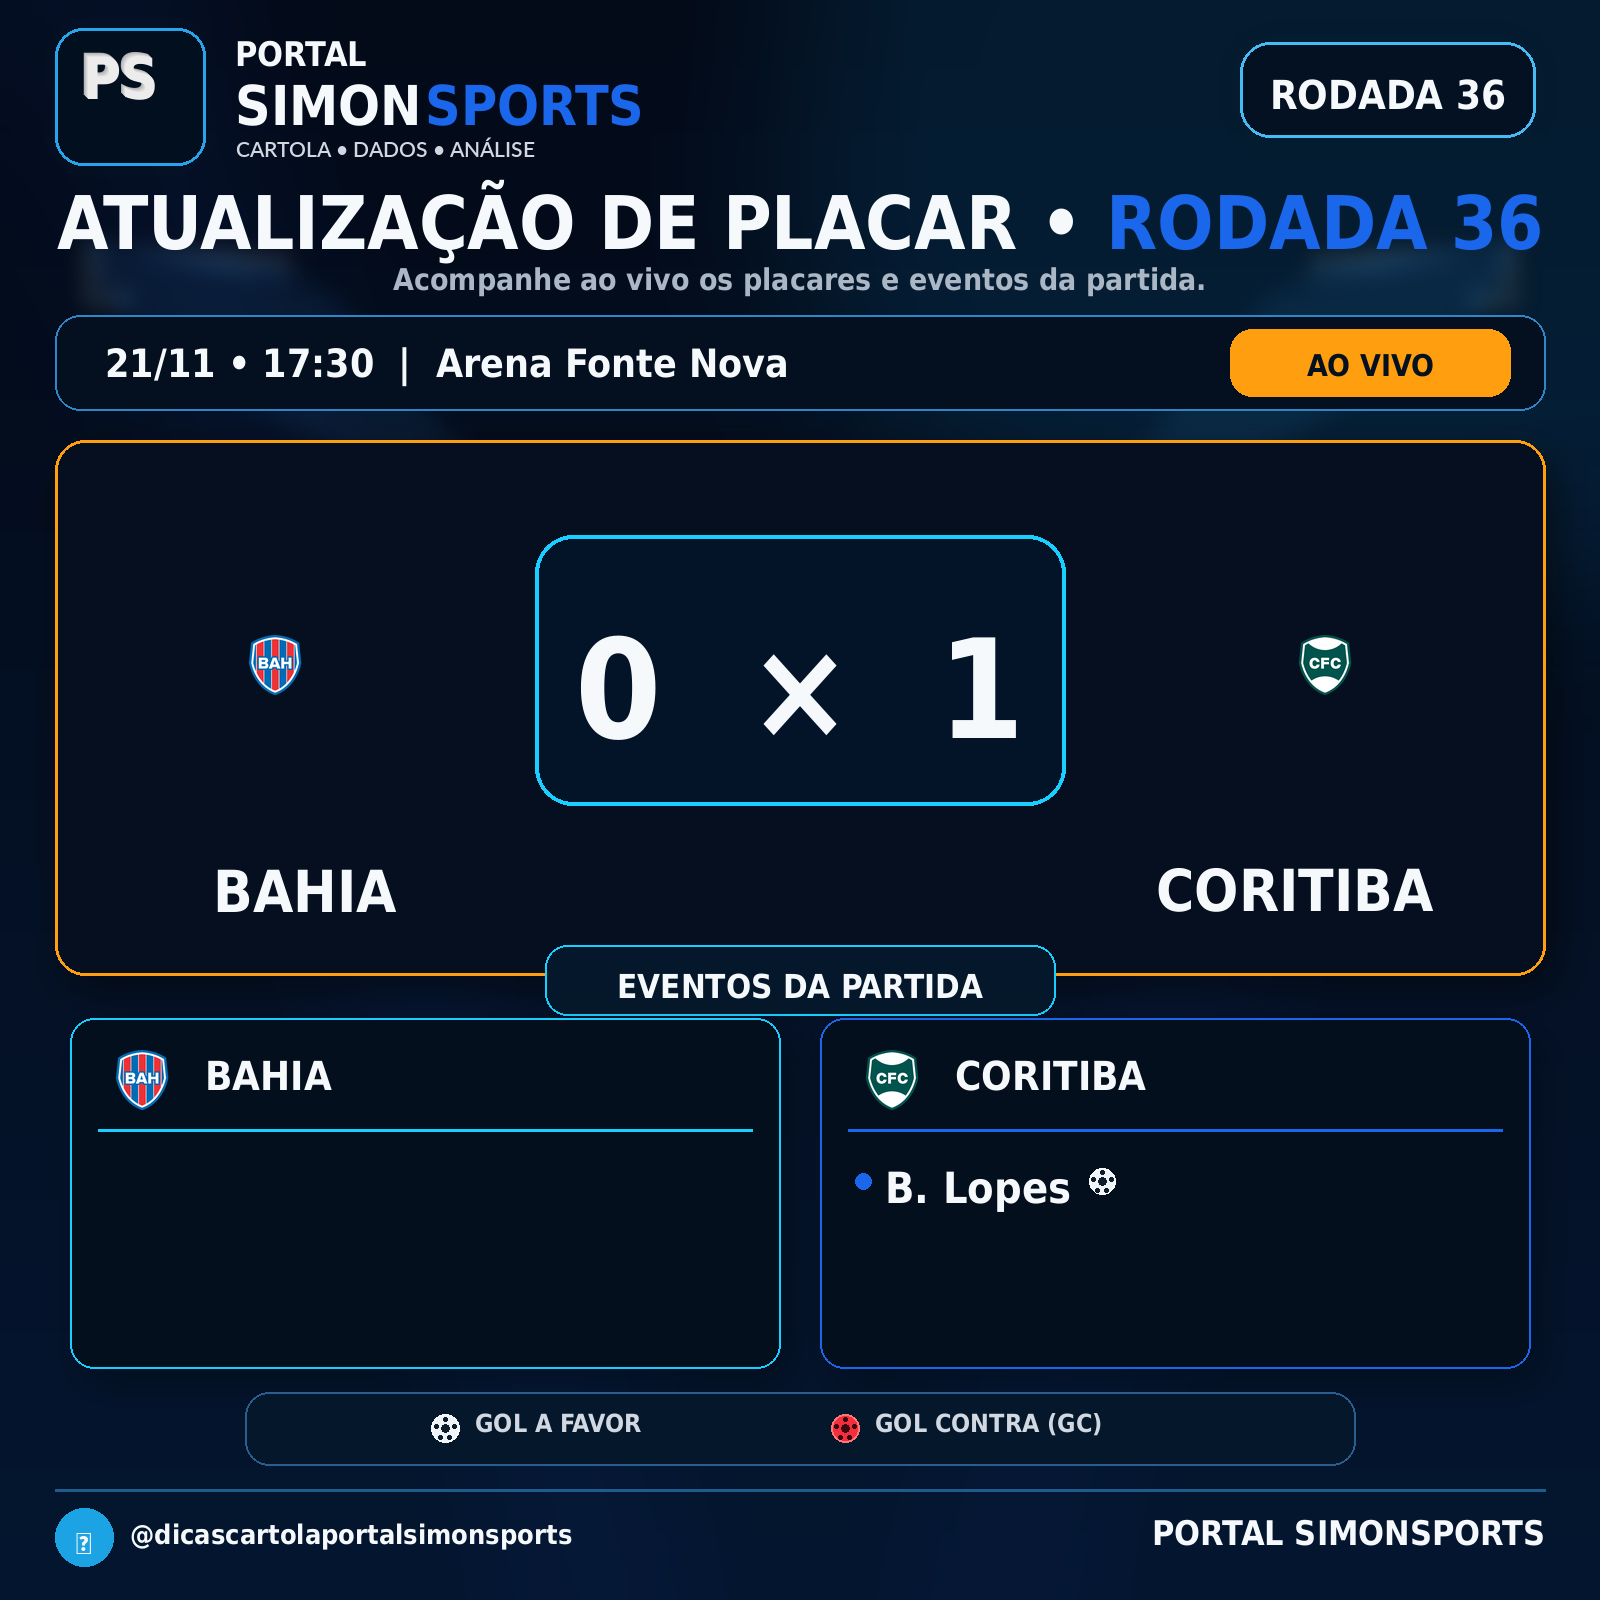 PS
PORTAL
SIMONSPORTS
CARTOLA • DADOS • ANÁLISE
RODADA 36
ATUALIZAÇÃO DE PLACAR • RODADA 36
Acompanhe ao vivo os placares e eventos da partida.
21/11 • 17:30 | Arena Fonte Nova
AO VIVO
BAH
0 × 1
CFC
BAHIA
CORITIBA
EVENTOS DA PARTIDA
BAH
BAHIA
CFC
CORITIBA
• B. Lopes
GOL A FAVOR
GOL CONTRA (GC)
@dicascartolaportalsimonsports
PORTAL SIMONSPORTS